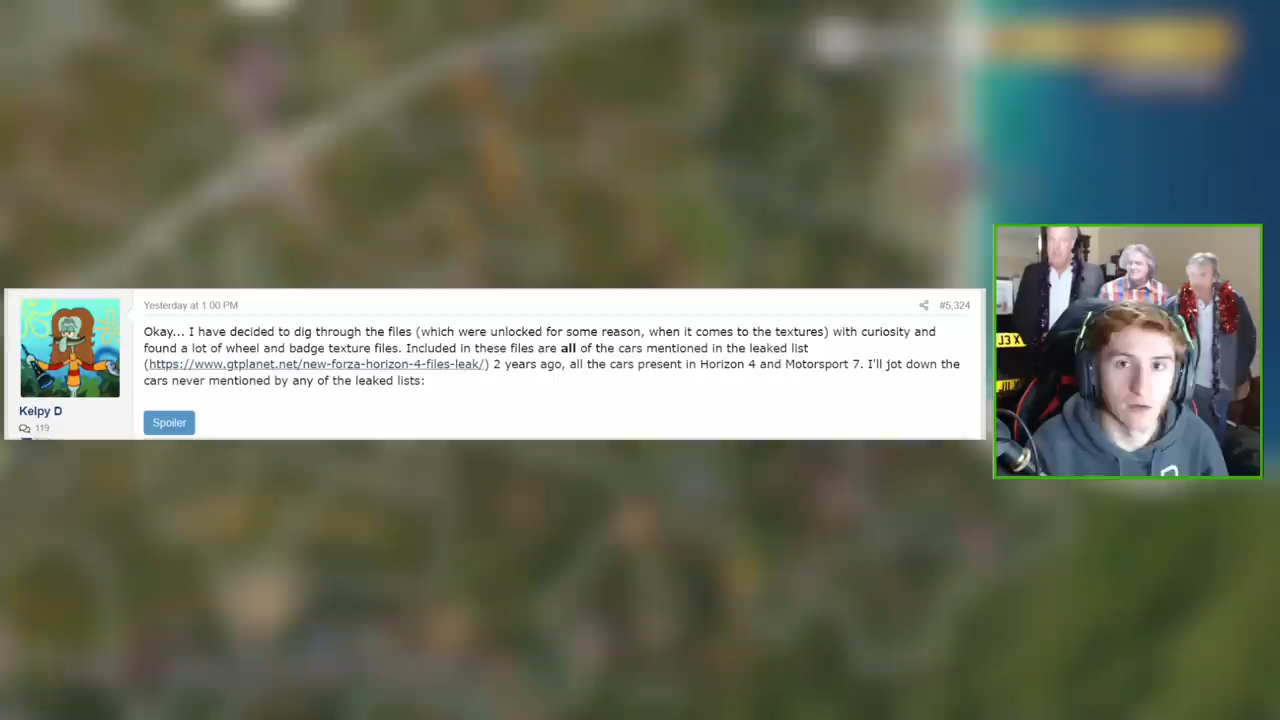 Yesterday at 1:00 PM
#5,324
Okay... I have decided to dig through the files (which were unlocked for some reason, when it comes to the textures) with curiosity and
found a lot of wheel and badge texture files. Included in these files are all of the cars mentioned in the leaked list
(https://www.gtplanet.net/new-forza-horizon-4-files-leak/) 2 years ago, all the cars present in Horizon 4 and Motorsport 7. I'll jot down the
cars never mentioned by any of the leaked lists:
Kelpy D
119
Spoiler